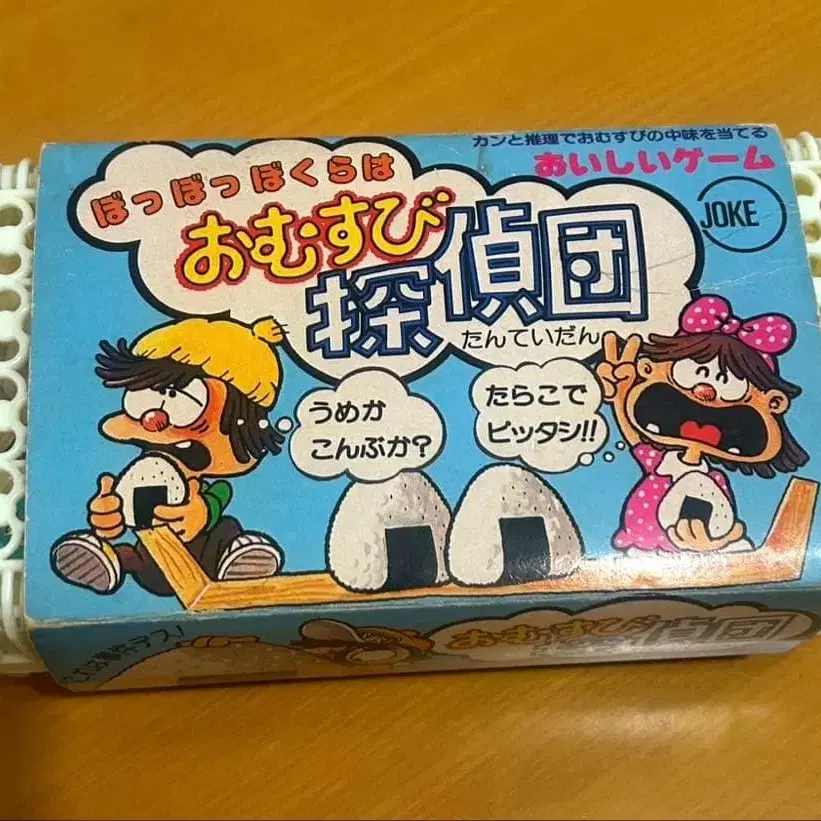 カンと推理でおむすびの中味を当てる
おいしいゲーム
ぼっぼっぼくらは
おむすび
探偵団
たんていだん
JOKE
うめか
こんぶか?
たらこで
ピッタシ!!
おむすび探偵団